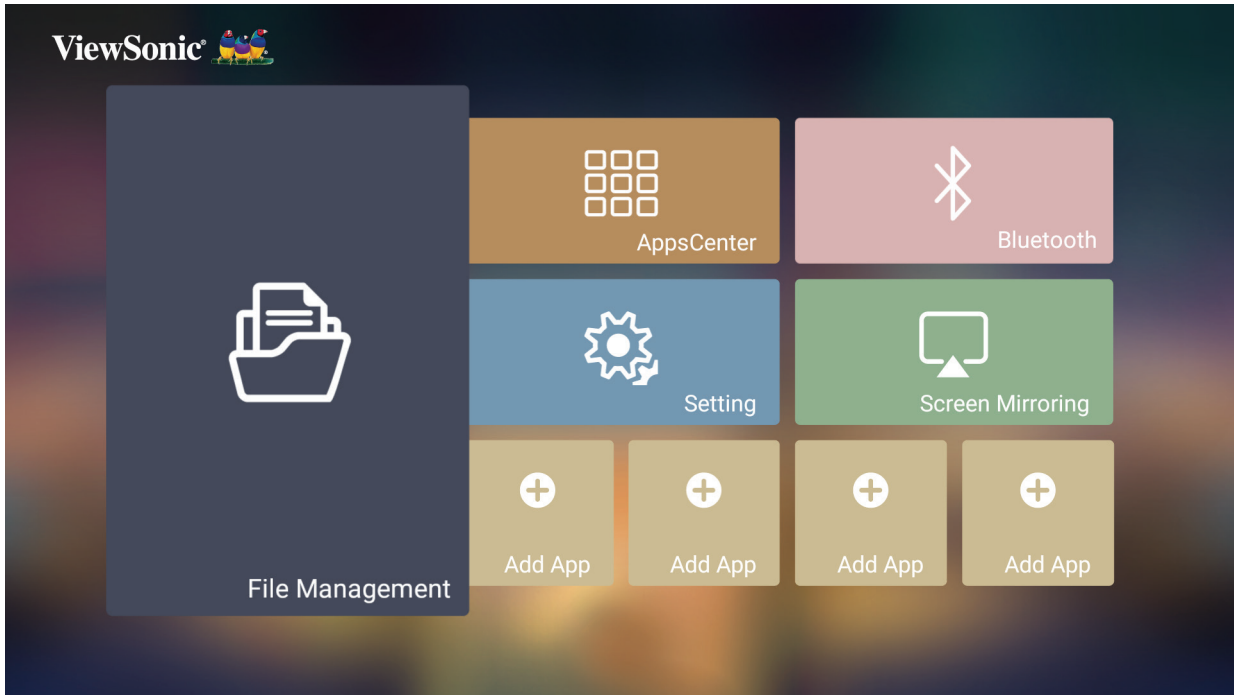 ViewSonic®
AppsCenter
Bluetooth
Setting
Screen Mirroring
Add App
Add App
Add App
Add App
File Management